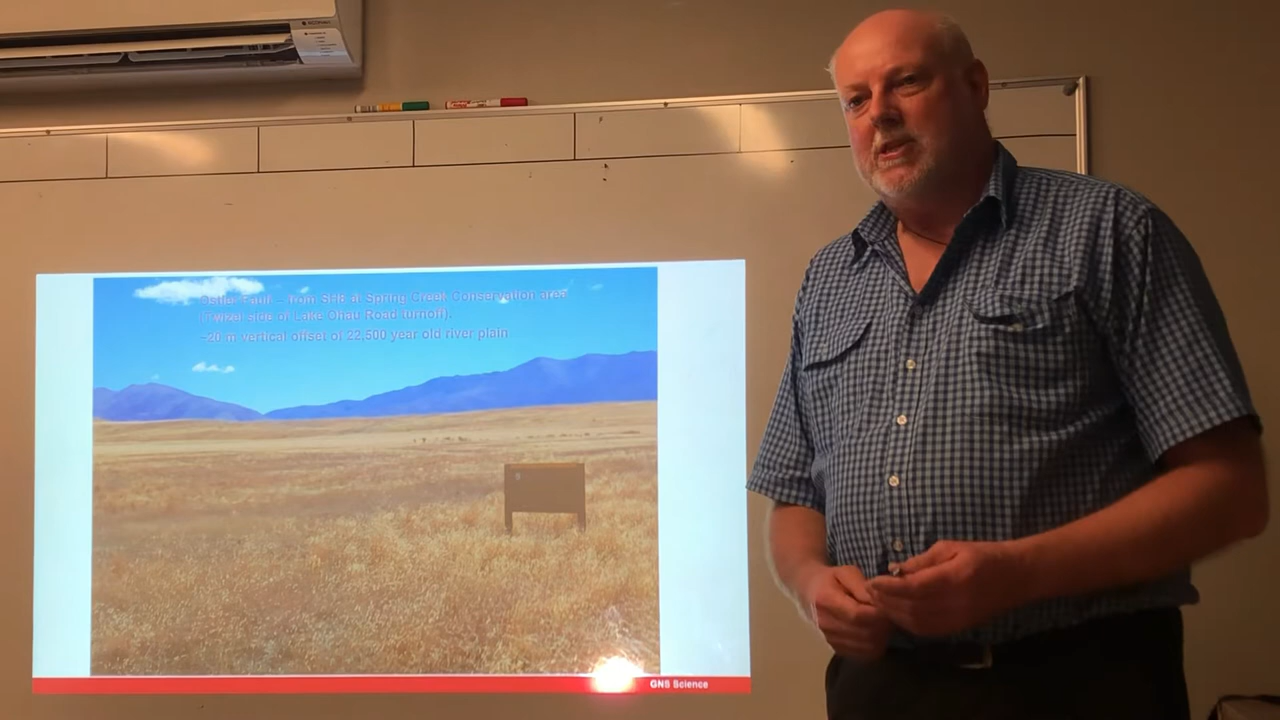 Ostler Fault – from SH8 at Spring Creek Conservation area
(Twizel side of Lake Ohau Road turnoff).
~20 m vertical offset of 22,500 year old river plain
GNS Science